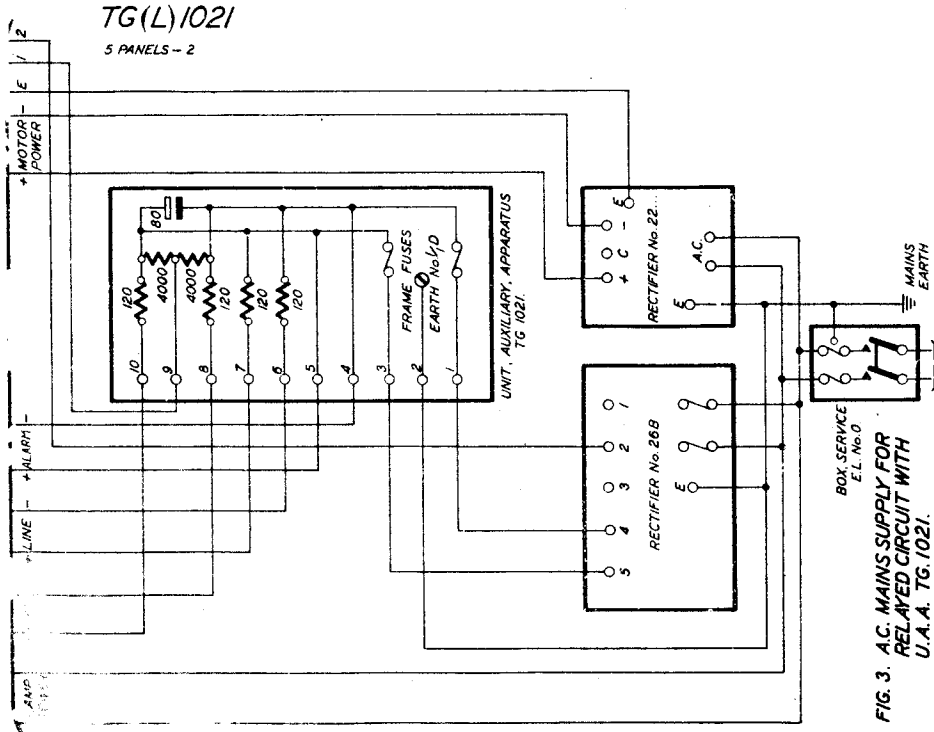 TG(L)1021
5 PANELS - 2
2
1
E
-
+ MOTOR
POWER
- ALARM +
- LINE +
AMP
80
120
4000
4000
120
120
120
FRAME FUSES
EARTH No 1/D
10
9
8
7
6
5
4
3
2
1
UNIT, AUXILIARY, APPARATUS
TG 1021.
E
-
C
+
RECTIFIER No. 22...
A.C.
E
1
2
3
4
5
RECTIFIER No. 26B
E
MAINS
EARTH
BOX, SERVICE
E.L. No.0
FIG. 3. A.C. MAINS SUPPLY FOR
RELAYED CIRCUIT WITH
U.A.A. TG. 1021.